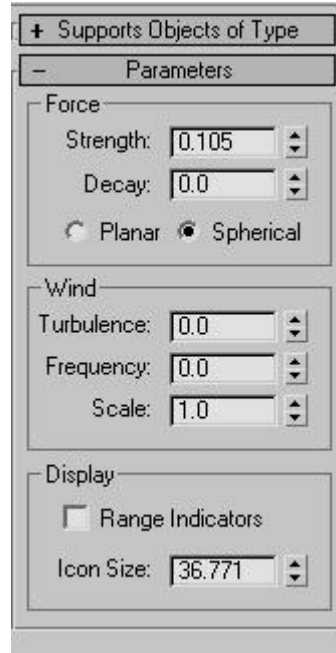 + Supports Objects of Type
- Parameters
Force
Strength: 0.105
Decay: 0.0
Planar Spherical
Wind
Turbulence: 0.0
Frequency: 0.0
Scale: 1.0
Display
Range Indicators
Icon Size: 36.771